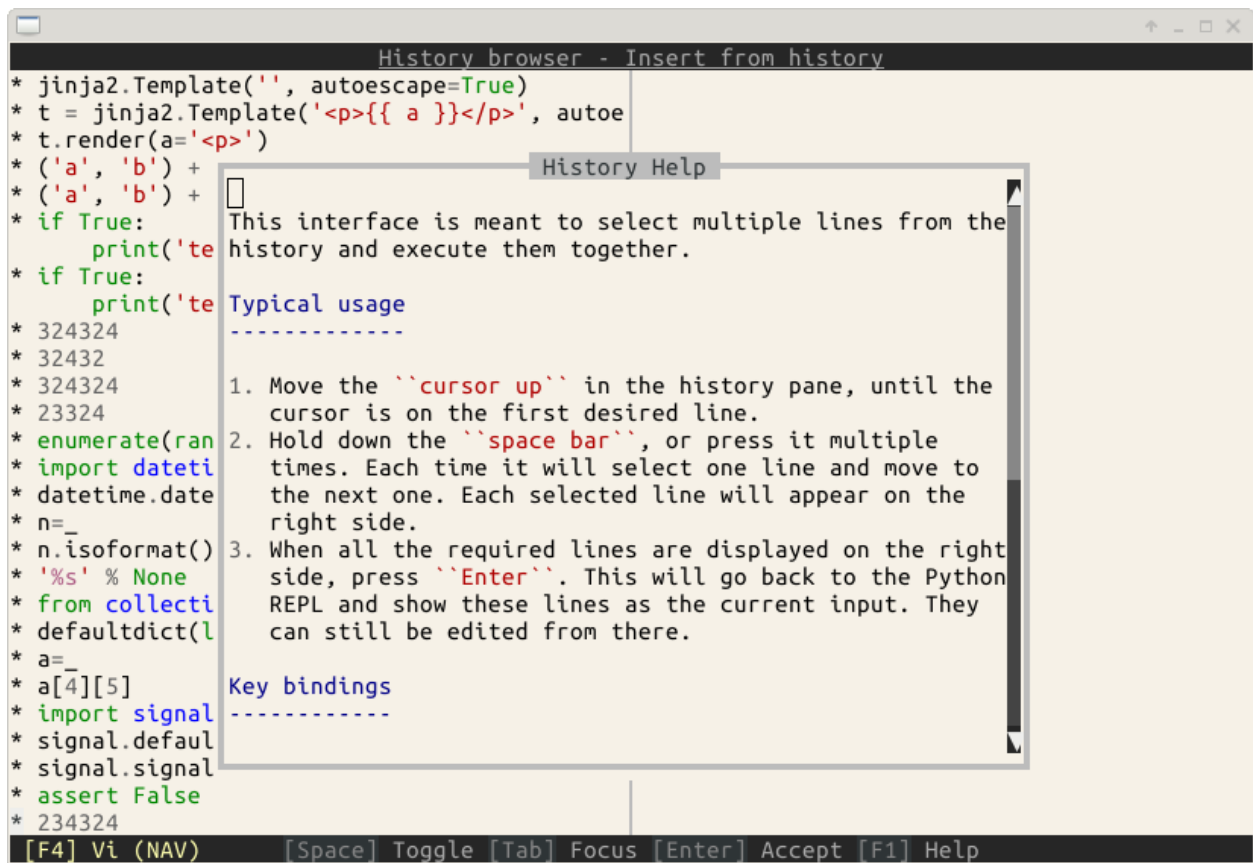 History browser - Insert from history
* jinja2.Template('', autoescape=True)
* t = jinja2.Template('<p>{{ a }}</p>', autoe
* t.render(a='<p>')
* ('a', 'b') +
* ('a', 'b') +
* if True:
print('te
* if True:
print('te
* 324324
* 32432
* 324324
* 23324
* enumerate(ran
* import dateti
* datetime.date
* n=_
* n.isoformat()
* '%s' % None
* from collecti
* defaultdict(l
* a=_
* a[4][5]
* import signal
* signal.defaul
* signal.signal
* assert False
* 234324
History Help
This interface is meant to select multiple lines from the
history and execute them together.
Typical usage
-------------
1. Move the ``cursor up`` in the history pane, until the
cursor is on the first desired line.
2. Hold down the ``space bar``, or press it multiple
times. Each time it will select one line and move to
the next one. Each selected line will appear on the
right side.
3. When all the required lines are displayed on the right
side, press ``Enter``. This will go back to the Python
REPL and show these lines as the current input. They
can still be edited from there.
Key bindings
------------
[F4] Vi (NAV) [Space] Toggle [Tab] Focus [Enter] Accept [F1] Help